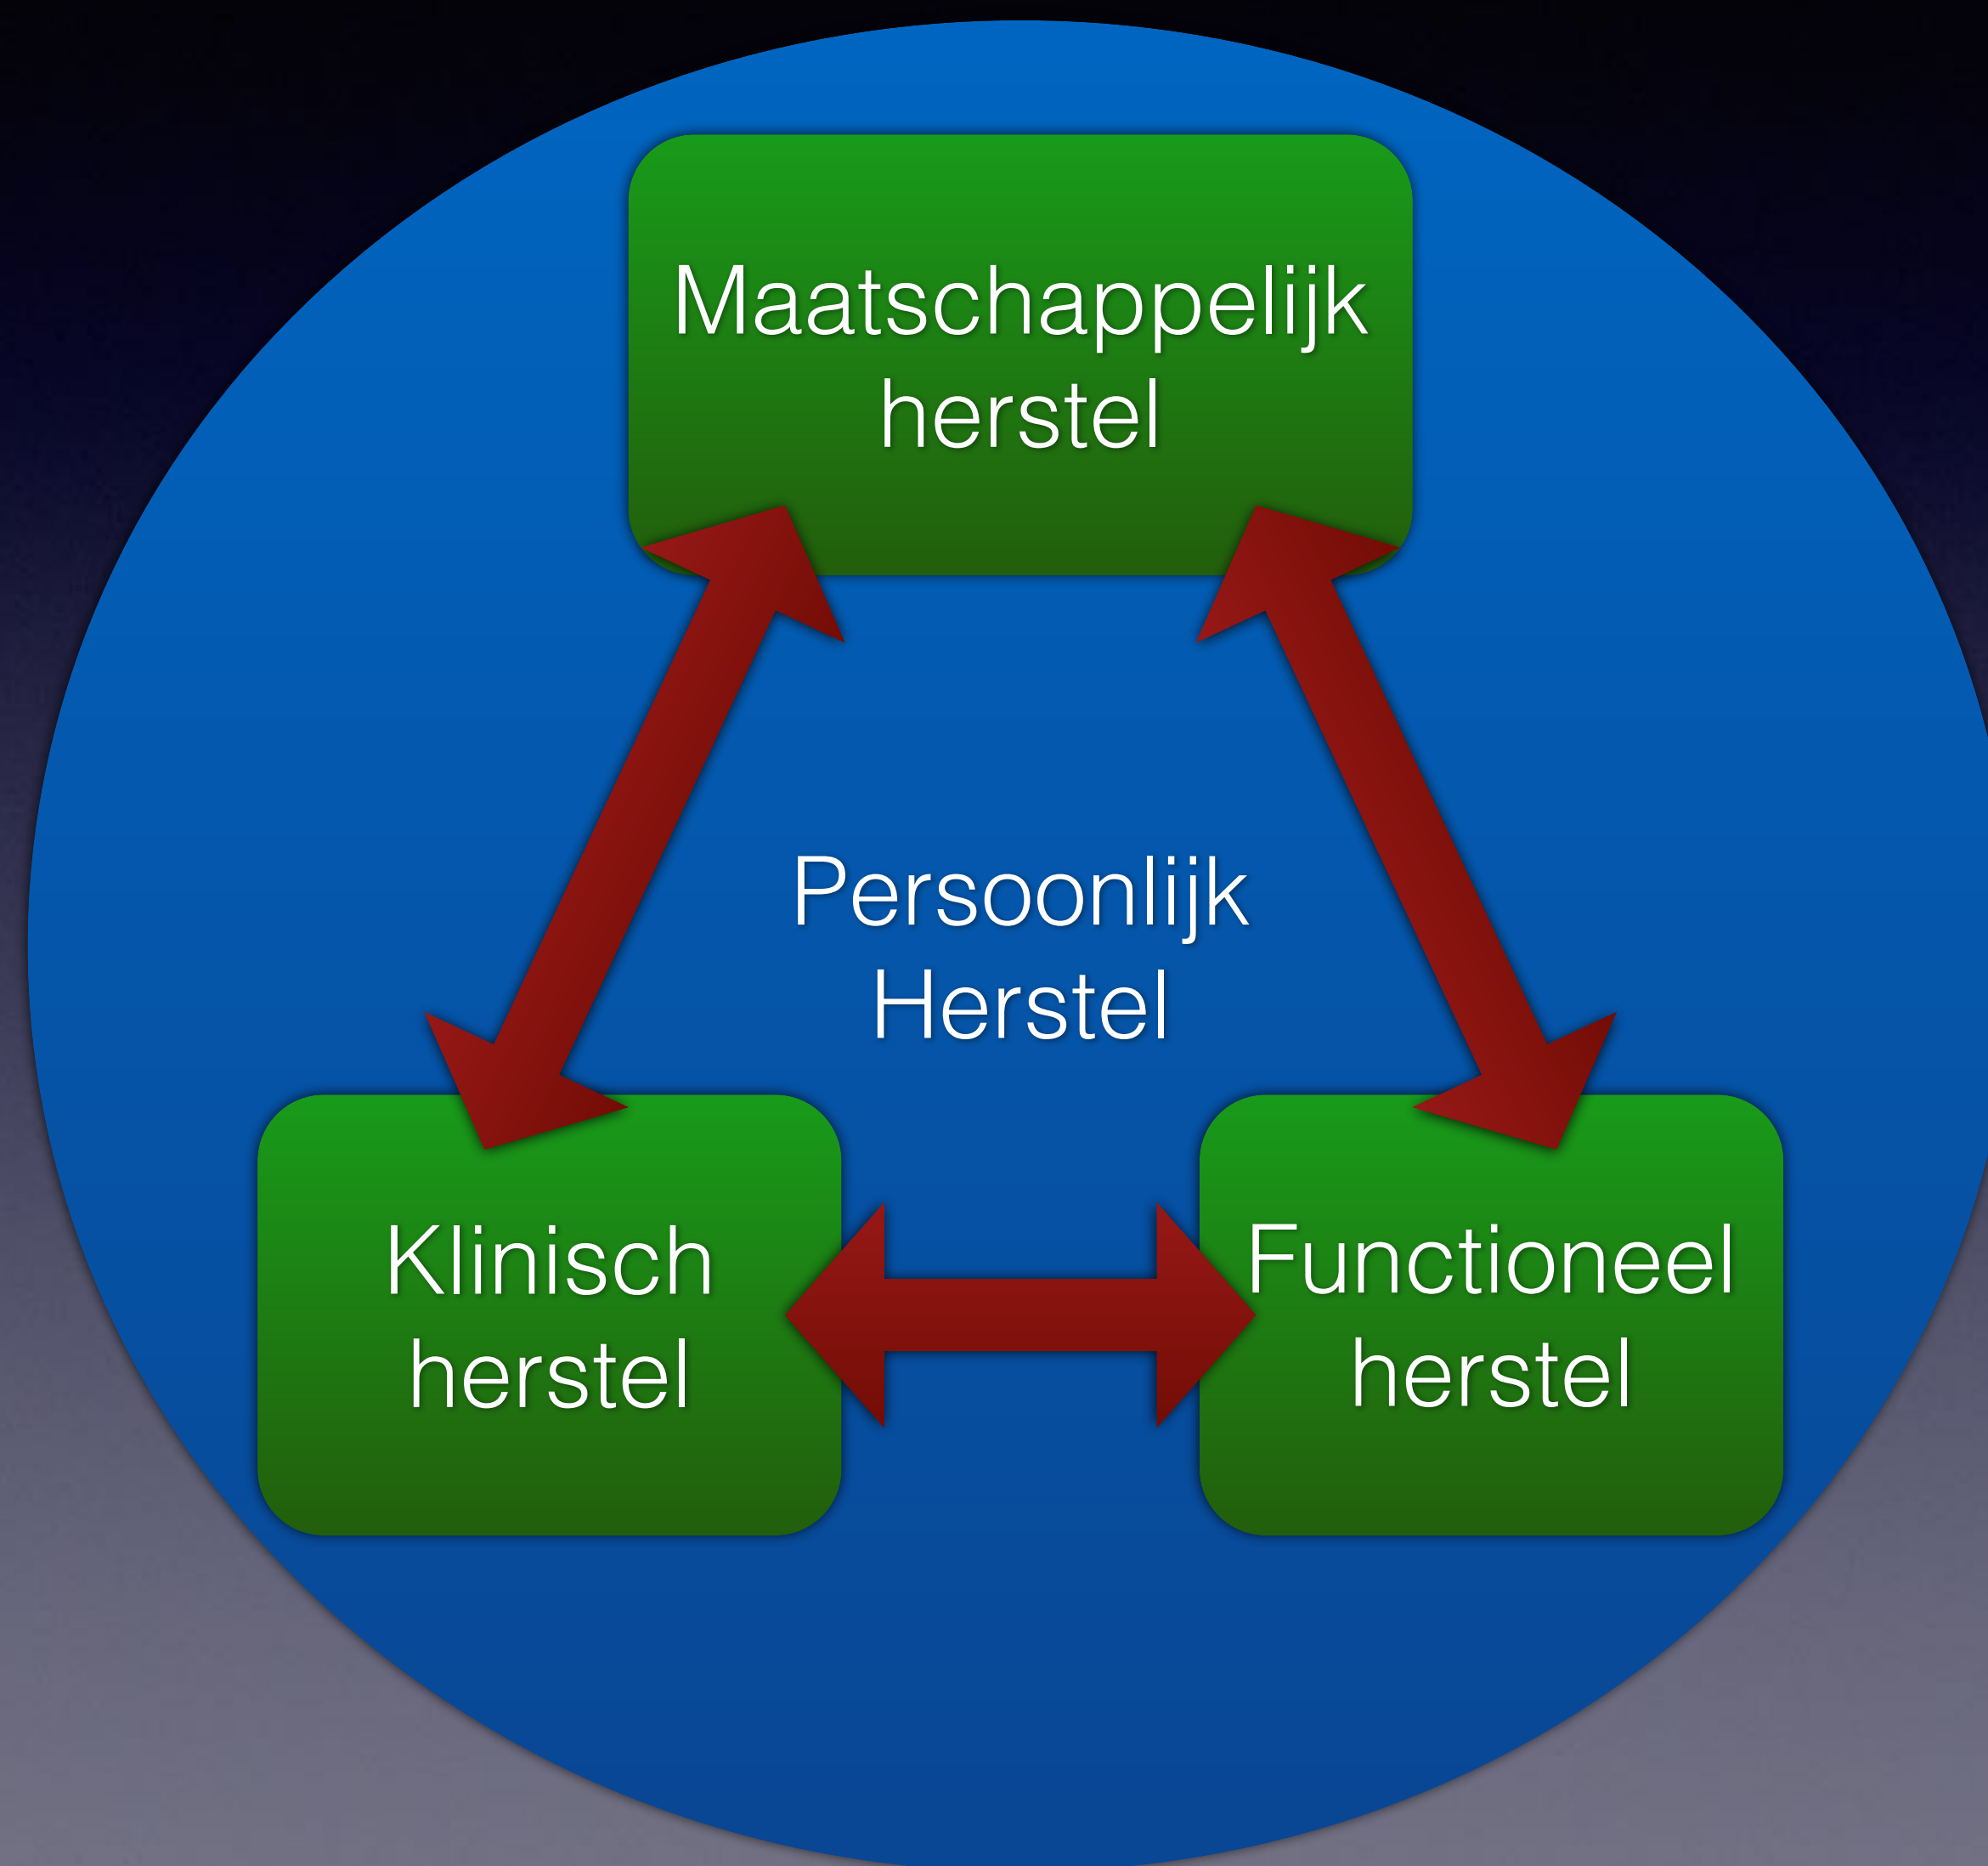 Maatschappelijk
herstel
Persoonlijk
Herstel
Klinisch
herstel
Functioneel
herstel